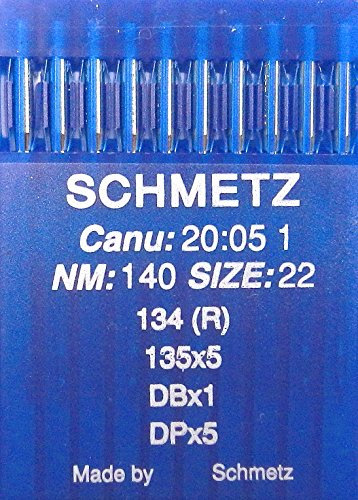 SCHMETZ
Canu: 20:05 1
NM: 140 SIZE: 22
134 (R)
135x5
DBx1
DPx5
Made by Schmetz